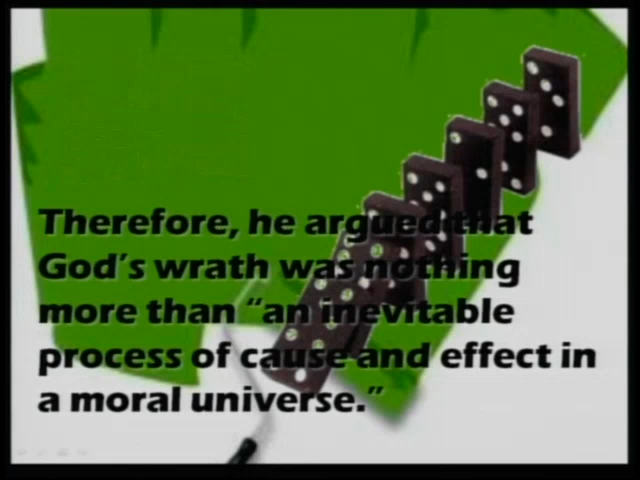 Therefore, he argued that
God's wrath was nothing
more than “an inevitable
process of cause and effect in
a moral universe.”